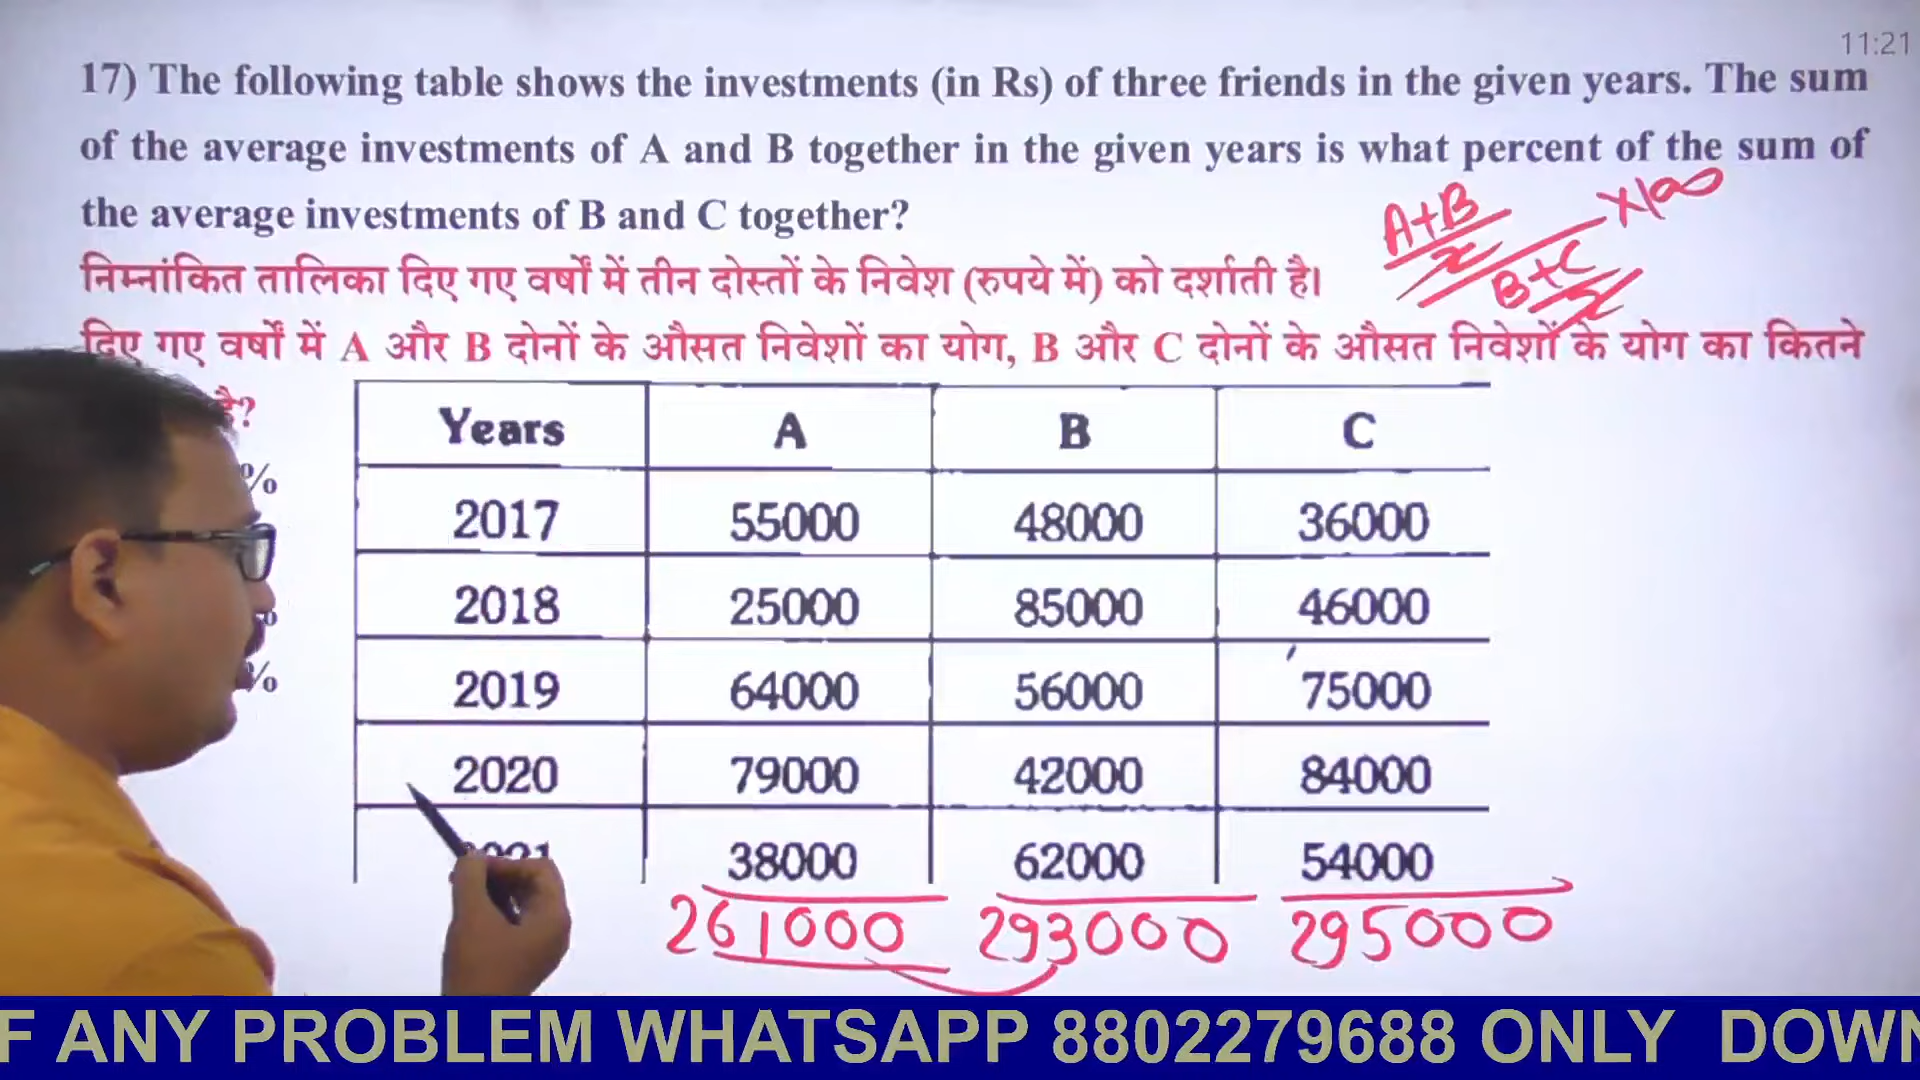 11:21
17) The following table shows the investments (in Rs) of three friends in the given years. The sum
of the average investments of A and B together in the given years is what percent of the sum of
the average investments of B and C together?
A+B
B+C
×100
निम्नांकित तालिका दिए गए वर्षों में तीन दोस्तों के निवेश (रुपये में) को दर्शाती है।
दिए गए वर्षों में A और B दोनों के औसत निवेशों का योग, B और C दोनों के औसत निवेशों के योग का कितने
है?
%
%
Years A B C
2017 55000 48000 36000
2018 25000 85000 46000
2019 64000 56000 75000
2020 79000 42000 84000
38000 62000 54000
261000 293000 295000
F ANY PROBLEM WHATSAPP 8802279688 ONLY DOWN